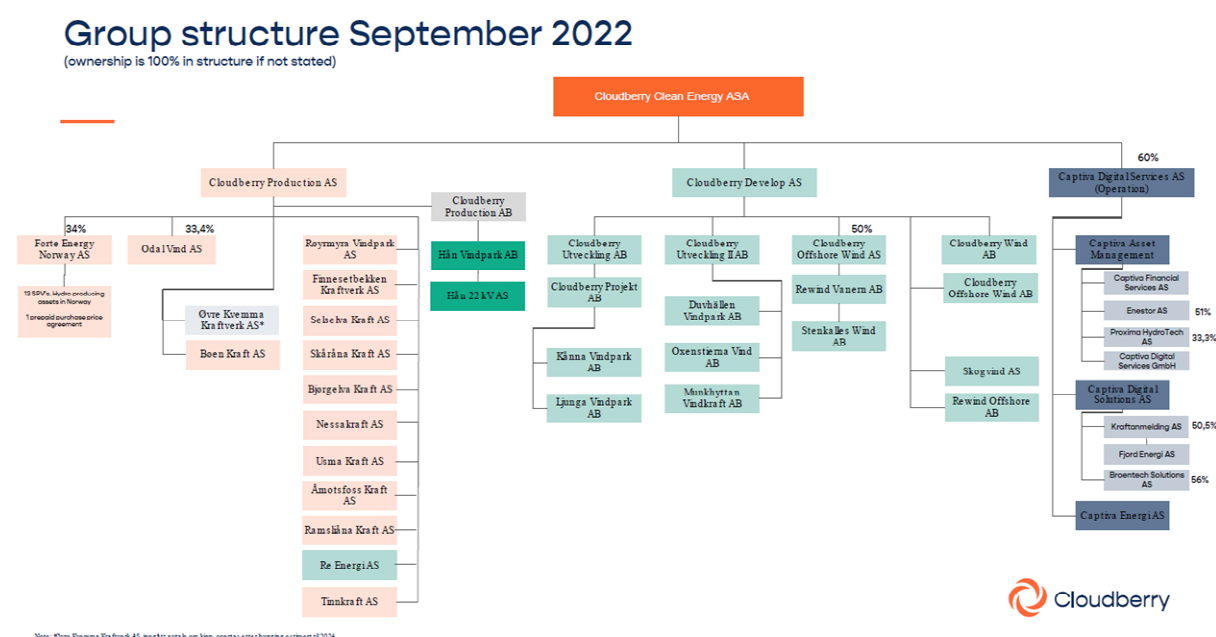 Group structure September 2022
(ownership is 100% in structure if not stated)
Cloudberry Clean Energy ASA
60%
Cloudberry Production AS
Cloudberry Develop AS
Captiva Digital Services AS
(Operation)
Cloudberry
Production AB
34%
33,4%
50%
Forte Energy
Norway AS
Odal Vind AS
Røyrmyra Vindpark
AS
Hån Vindpark AB
Cloudberry
Utveckling AB
Cloudberry
Utveckling II AB
Cloudberry
Offshore Wind AS
Cloudberry Wind
AB
Captiva Asset
Management
13 SPV's, Hydro producing
assets in Norway
1 prepaid purchase price
agreement
Finnesetbekken
Kraftverk AS
Hån 22 kV AS
Cloudberry Projekt
AB
Rewind Vanern AB
Cloudberry
Offshore Wind AB
Captiva Financial
Services AS
Øvre Kvemma
Kraftverk AS*
Selselva Kraft AS
Duvhällen
Vindpark AB
Enestor AS
51%
Stenkalles Wind
AB
Proxima HydroTech
AS
33,3%
Bøen Kraft AS
Skåråna Kraft AS
Kånna Vindpark
AB
Oxenstierna Vind
AB
Captiva Digital
Services GmbH
Skogvind AS
Bjørgelva Kraft AS
Munkhyttan
Vindkraft AB
Captiva Digital
Solutions AS
Ljunga Vindpark
AB
Rewind Offshore
AB
Nessakraft AS
Kraftanmelding AS
50,5%
Fjord Energi AS
Usma Kraft AS
Broentech Solutions
AS
56%
Åmotsfoss Kraft
AS
Captiva Energi AS
Ramsliåna Kraft AS
Re Energi AS
Tinnkraft AS
Cloudberry